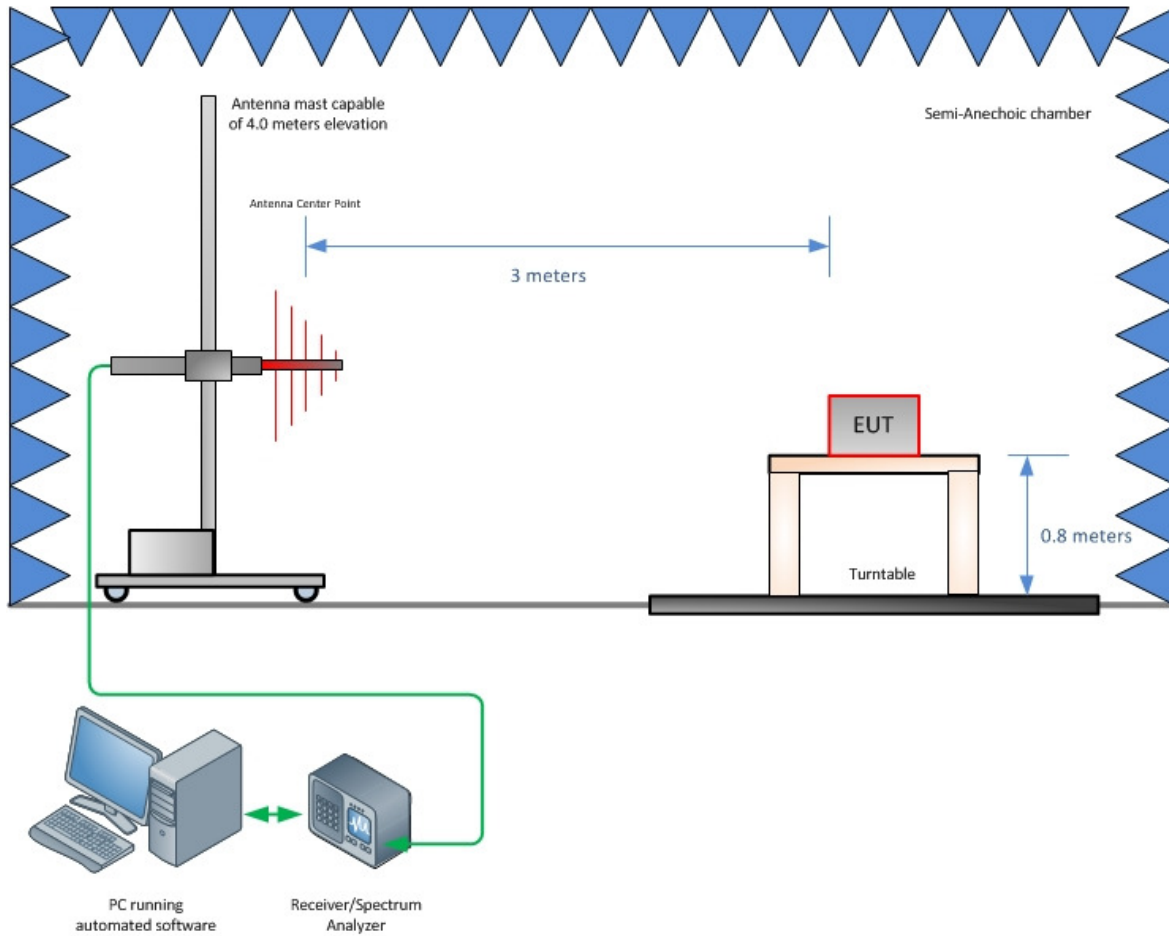 Antenna mast capable
of 4.0 meters elevation
Semi-Anechoic chamber
Antenna Center Point
3 meters
EUT
0.8 meters
Turntable
PC running
automated software
Receiver/Spectrum
Analyzer